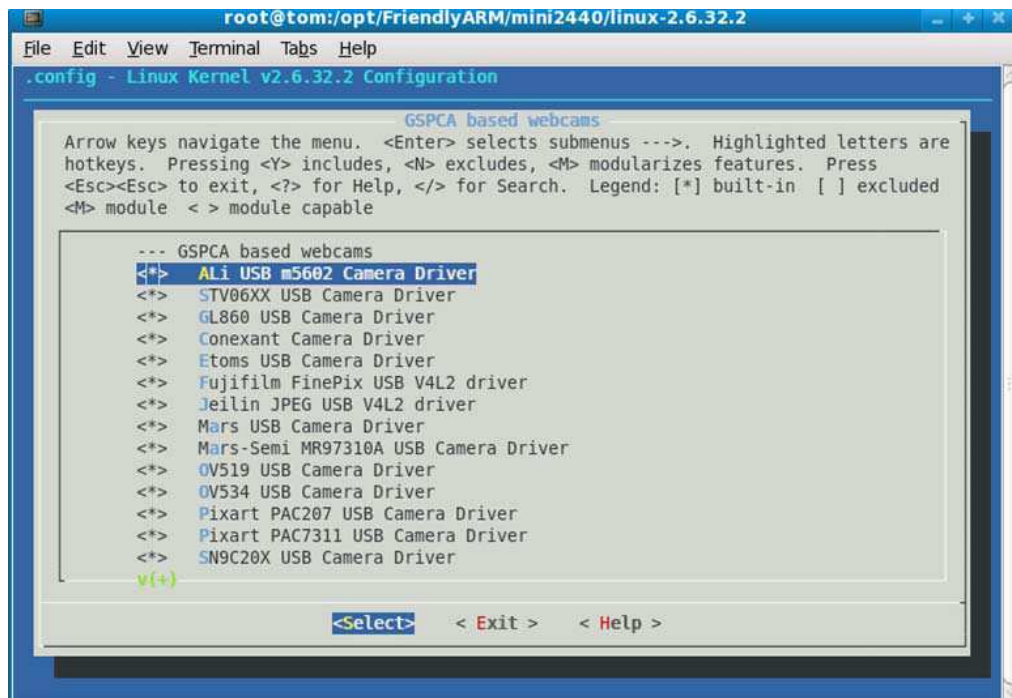 root@tom:/opt/FriendlyARM/mini2440/linux-2.6.32.2
File Edit View Terminal Tabs Help
.config - Linux Kernel v2.6.32.2 Configuration
GSPCA based webcams
Arrow keys navigate the menu. <Enter> selects submenus --->. Highlighted letters are
hotkeys. Pressing <Y> includes, <N> excludes, <M> modularizes features. Press
<Esc><Esc> to exit, <?> for Help, </> for Search. Legend: [*] built-in [ ] excluded
<M> module < > module capable
--- GSPCA based webcams
<*> ALi USB m5602 Camera Driver
<*> STV06XX USB Camera Driver
<*> GL860 USB Camera Driver
<*> Conexant Camera Driver
<*> Etoms USB Camera Driver
<*> Fujifilm FinePix USB V4L2 driver
<*> Jeilin JPEG USB V4L2 driver
<*> Mars USB Camera Driver
<*> Mars-Semi MR97310A USB Camera Driver
<*> OV519 USB Camera Driver
<*> OV534 USB Camera Driver
<*> Pixart PAC207 USB Camera Driver
<*> Pixart PAC7311 USB Camera Driver
<*> SN9C20X USB Camera Driver
v(+)
<Select> < Exit > < Help >